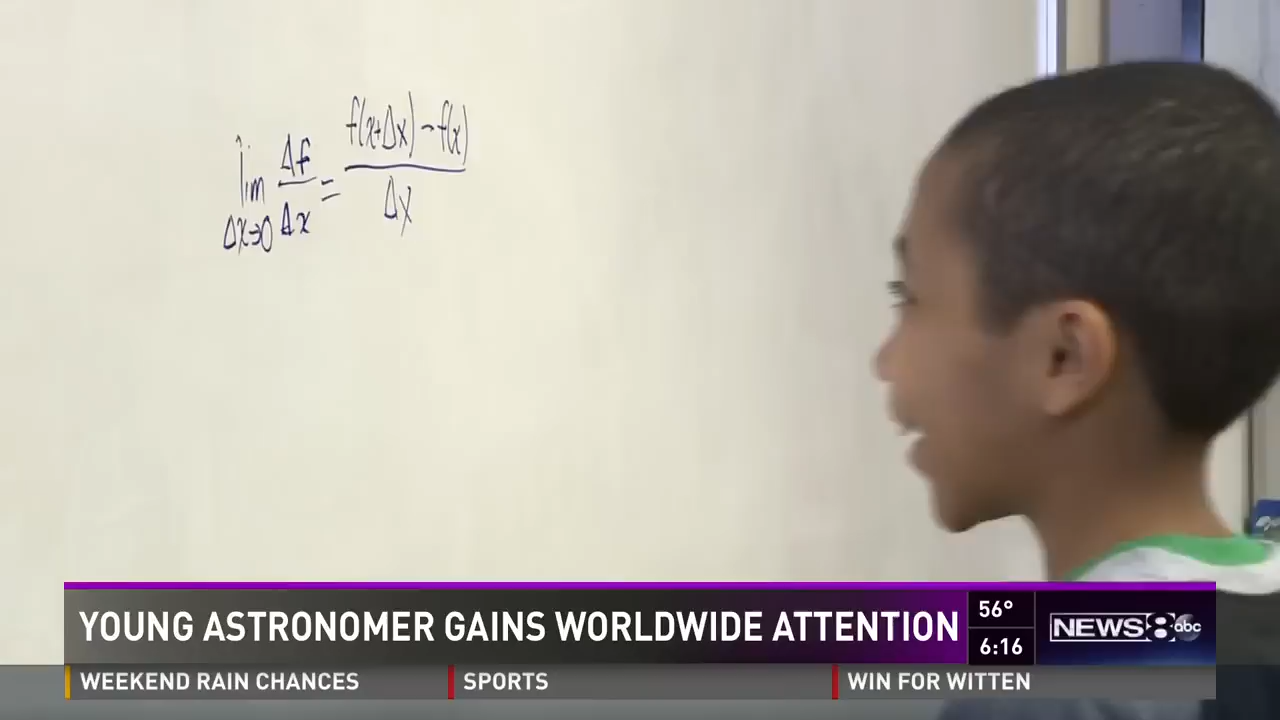 lim Δf/Δx = f(x+Δx) - f(x)/Δx
Δx→0
YOUNG ASTRONOMER GAINS WORLDWIDE ATTENTION
56°
6:16
NEWS 8 abc
WEEKEND RAIN CHANCES
SPORTS
WIN FOR WITTEN